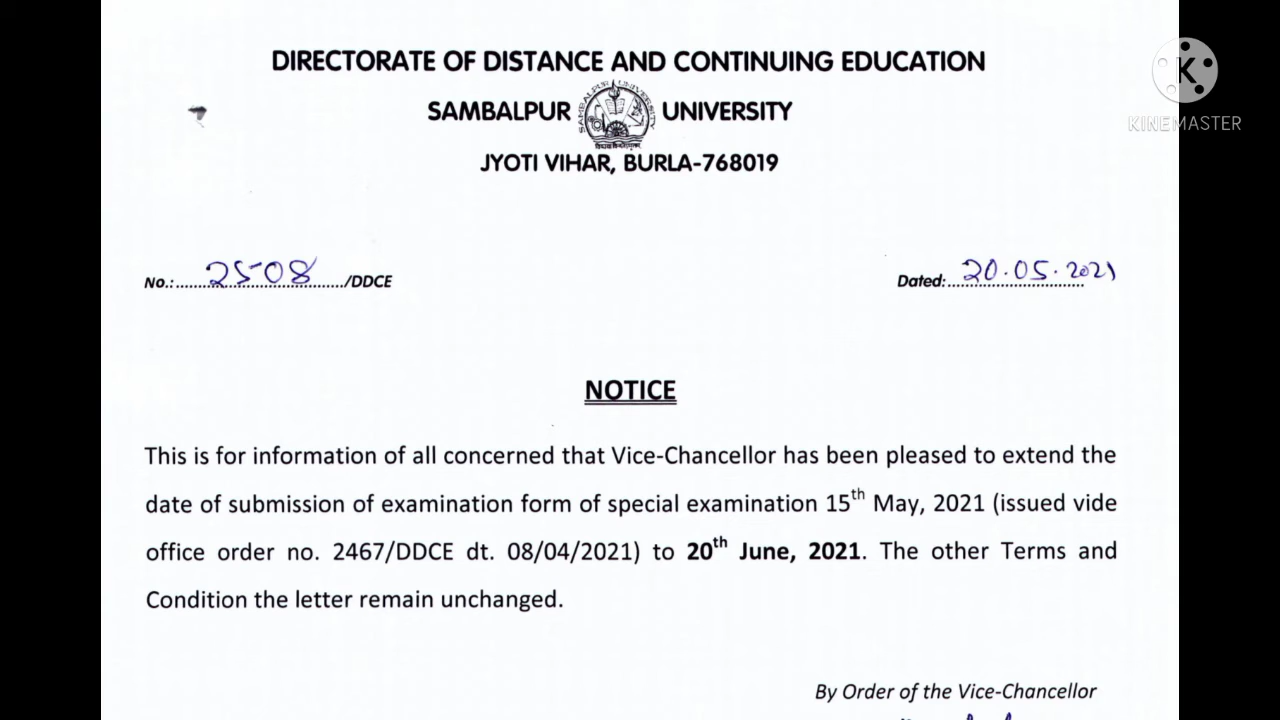 DIRECTORATE OF DISTANCE AND CONTINUING EDUCATION
SAMBALPUR UNIVERSITY
SAMBALPUR UNIVERSITY
JYOTI VIHAR, BURLA-768019
KINEMASTER
No.:........2508......../DDCE
Dated:....20.05.2021
NOTICE
This is for information of all concerned that Vice-Chancellor has been pleased to extend the
date of submission of examination form of special examination 15th May, 2021 (issued vide
office order no. 2467/DDCE dt. 08/04/2021) to 20th June, 2021. The other Terms and
Condition the letter remain unchanged.
By Order of the Vice-Chancellor